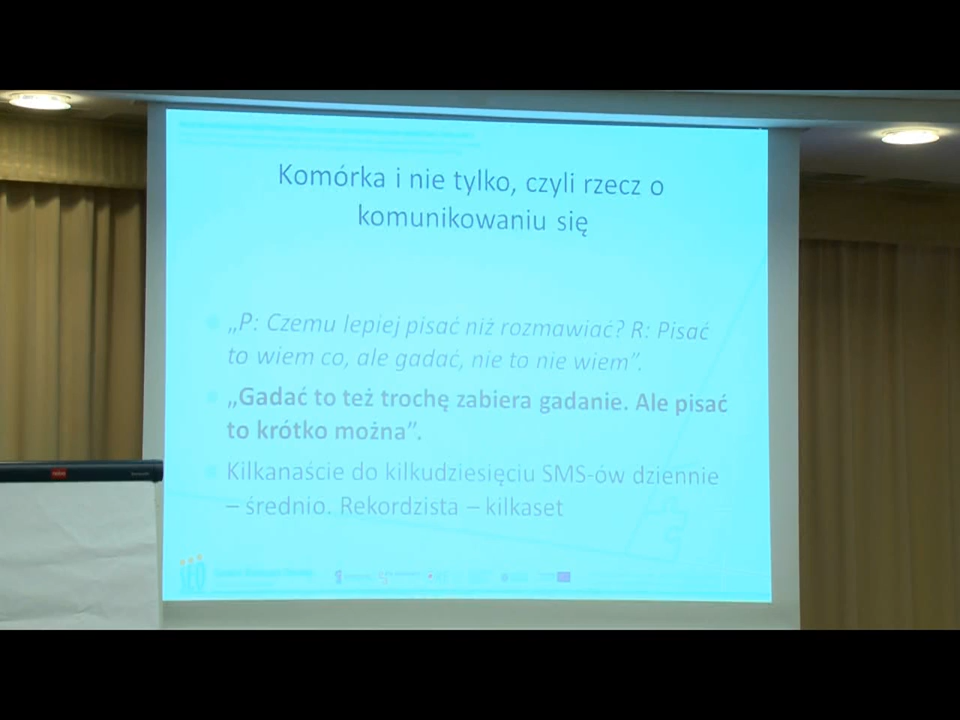 Komórka i nie tylko, czyli rzecz o
komunikowaniu się
„P: Czemu lepiej pisać niż rozmawiać? R: Pisać
to wiem co, ale gadać, nie to nie wiem”.
„Gadać to też trochę zabiera gadanie. Ale pisać
to krótko można”.
Kilkanaście do kilkudziesięciu SMS-ów dziennie
– średnio. Rekordzista – kilkaset